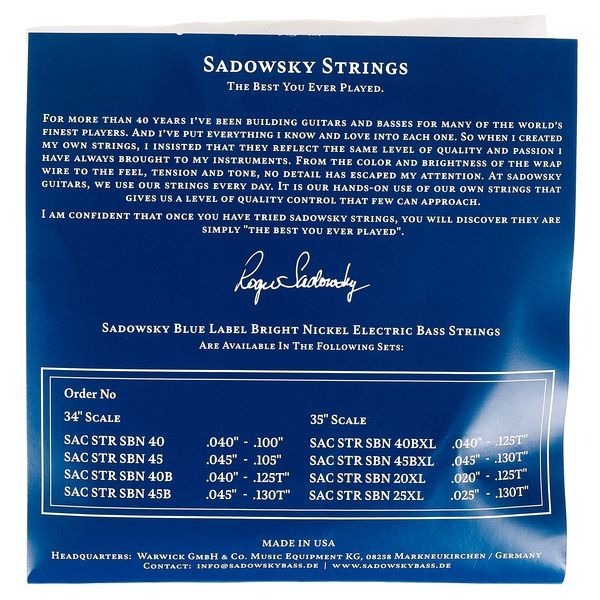 SADOWSKY STRINGS
THE BEST YOU EVER PLAYED.
FOR MORE THAN 40 YEARS I'VE BEEN BUILDING GUITARS AND BASSES FOR MANY OF THE WORLD'S
FINEST PLAYERS. AND I'VE PUT EVERYTHING I KNOW AND LOVE INTO EACH ONE. SO WHEN I CREATED
MY OWN STRINGS, I INSISTED THAT THEY REFLECT THE SAME LEVEL OF QUALITY AND PASSION I
HAVE ALWAYS BROUGHT TO MY INSTRUMENTS. FROM THE COLOR AND BRIGHTNESS OF THE WRAP
WIRE TO THE FEEL, TENSION AND TONE, NO DETAIL HAS ESCAPED MY ATTENTION. AT SADOWSKY
GUITARS, WE USE OUR STRINGS EVERY DAY. IT IS OUR HANDS-ON USE OF OUR OWN STRINGS THAT
GIVES US A LEVEL OF QUALITY CONTROL THAT FEW CAN APPROACH.
I AM CONFIDENT THAT ONCE YOU HAVE TRIED SADOWSKY STRINGS, YOU WILL DISCOVER THEY ARE
SIMPLY "THE BEST YOU EVER PLAYED".
Roger Sadowsky
SADOWSKY BLUE LABEL BRIGHT NICKEL ELECTRIC BASS STRINGS
ARE AVAILABLE IN THE FOLLOWING SETS:
Order No
34" SCALE 35" SCALE
SAC STR SBN 40 .040" - .100" SAC STR SBN 40BXL .040" - .125T"
SAC STR SBN 45 .045" - .105" SAC STR SBN 45BXL .045" - .130T"
SAC STR SBN 40B .040" - .125T" SAC STR SBN 20XL .020" - .125T"
SAC STR SBN 45B .045" - .130T" SAC STR SBN 25XL .025" - .130T"
MADE IN USA
HEADQUARTERS: WARWICK GMBH & CO. MUSIC EQUIPMENT KG, 08258 MARKNEUKIRCHEN / GERMANY
CONTACT: INFO@SADOWSKYBASS.DE | WWW.SADOWSKYBASS.DE